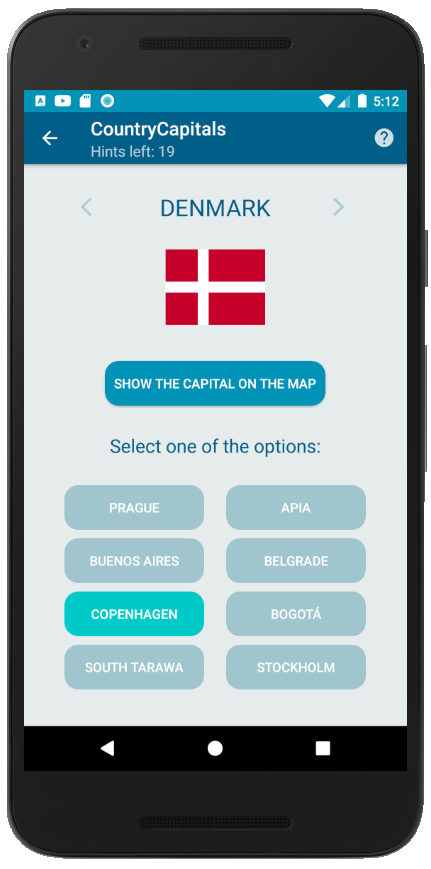 A
5:12
CountryCapitals
Hints left: 19
?
DENMARK
SHOW THE CAPITAL ON THE MAP
Select one of the options:
PRAGUE APIA
BUENOS AIRES BELGRADE
COPENHAGEN BOGOTÁ
SOUTH TARAWA STOCKHOLM